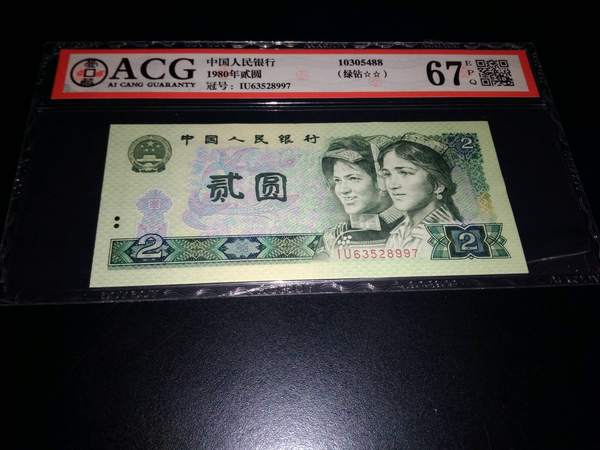 ACG
AI CANG GUARANTY
中国人民银行
1980年贰圆
冠号: IU63528997
10305488
(绿钻☆☆)
67
EPQ
中国人民银行
贰圆
2
2
2
IU63528997